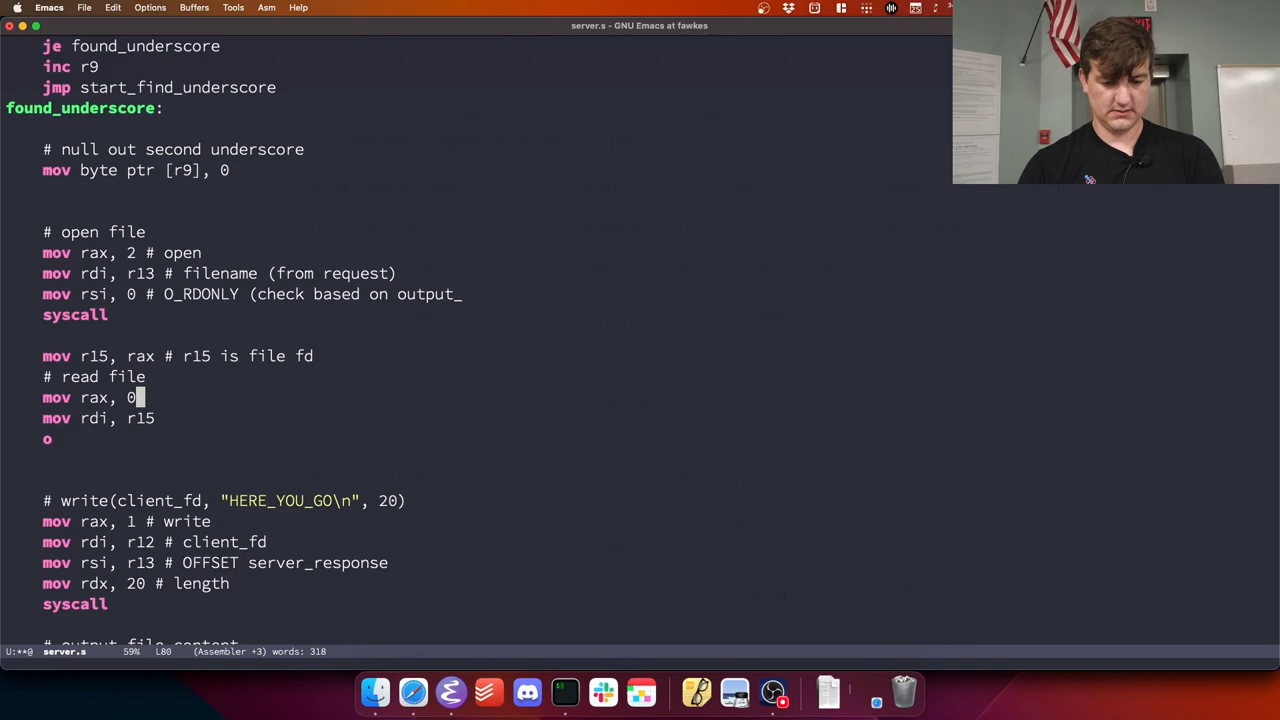 Emacs File Edit Options Buffers Tools Asm Help
server.s - GNU Emacs at fawkes
je found_underscore
inc r9
jmp start_find_underscore
found_underscore:
# null out second underscore
mov byte ptr [r9], 0
# open file
mov rax, 2 # open
mov rdi, r13 # filename (from request)
mov rsi, 0 # O_RDONLY (check based on output_
syscall
mov r15, rax # r15 is file fd
# read file
mov rax, 0
mov rdi, r15
o
# write(client_fd, "HERE_YOU_GO\n", 20)
mov rax, 1 # write
mov rdi, r12 # client_fd
mov rsi, r13 # OFFSET server_response
mov rdx, 20 # length
syscall
# output file content
U:**@ server.s 59% L80 (Assembler +3) words: 318